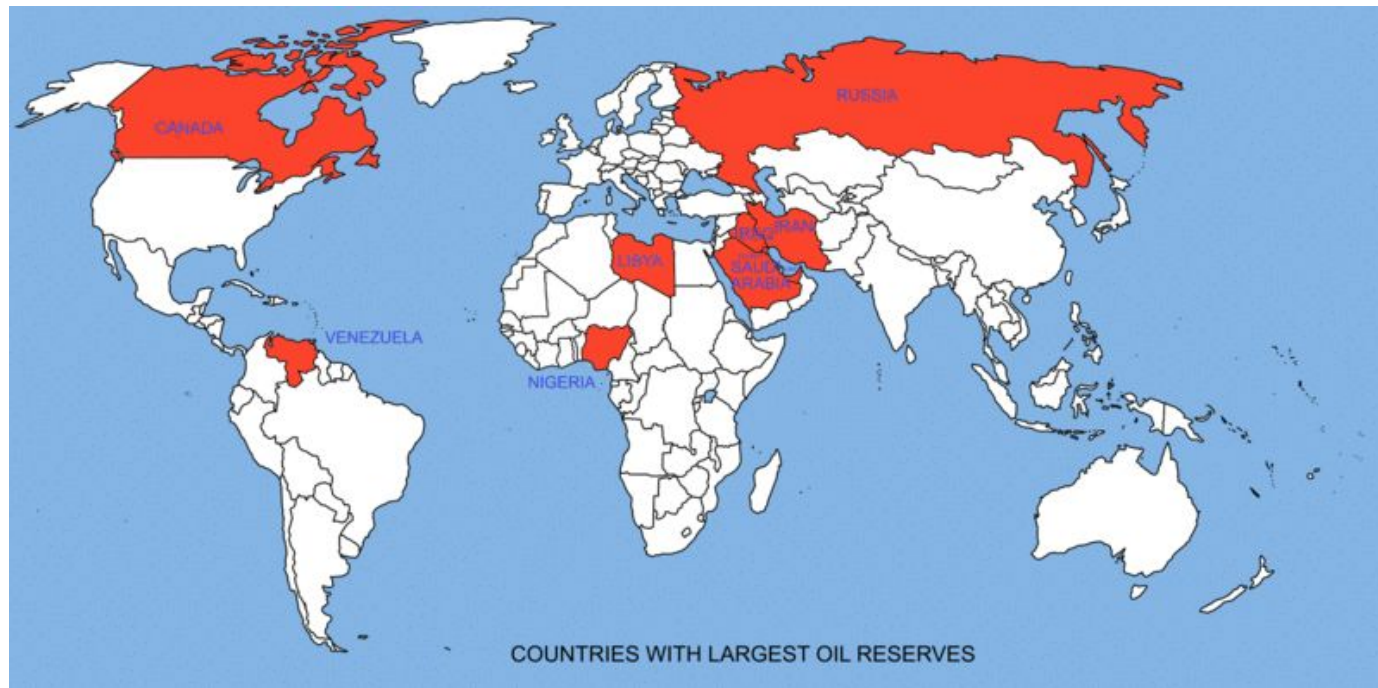 RUSSIA
CANADA
IRAQ
IRAN
LIBYA
SAUDI
ARABIA
VENEZUELA
NIGERIA
COUNTRIES WITH LARGEST OIL RESERVES